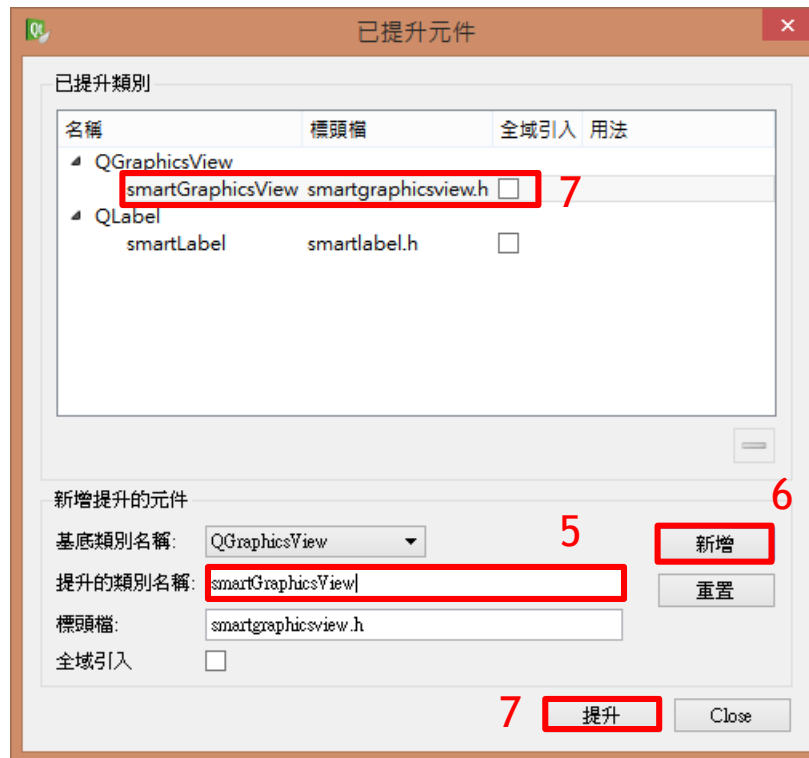 已提升元件
已提升類別
名稱 標頭檔 全域引入 用法
QGraphicsView
smartGraphicsView smartgraphicsview.h 7
QLabel
smartLabel smartlabel.h
新增提升的元件 6
基底類別名稱: QGraphicsView 5 新增
提升的類別名稱: smartGraphicsView 重置
標頭檔: smartgraphicsview.h
全域引入
7 提升 Close